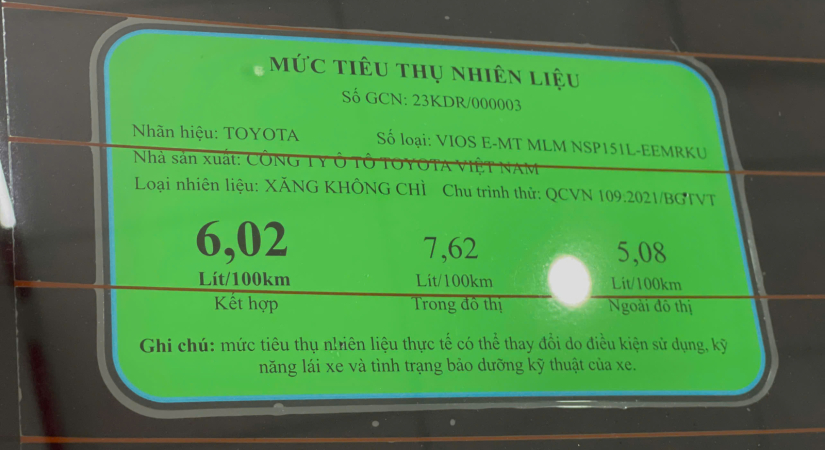 MỨC TIÊU THỤ NHIÊN LIỆU
Số GCN: 23KDR/000003
Nhãn hiệu: TOYOTA Số loại: VIOS E-MT MLM NSP151L-EEMRKU
Nhà sản xuất: CÔNG TY Ô TÔ TOYOTA VIỆT NAM
Loại nhiên liệu: XĂNG KHÔNG CHÌ Chu trình thử: QCVN 109:2021/BGTVT
6,02 7,62 5,08
Lít/100km Lít/100km Lít/100km
Kết hợp Trong đô thị Ngoài đô thị
Ghi chú: mức tiêu thụ nhiên liệu thực tế có thể thay đổi do điều kiện sử dụng, kỹ
năng lái xe và tình trạng bảo dưỡng kỹ thuật của xe.